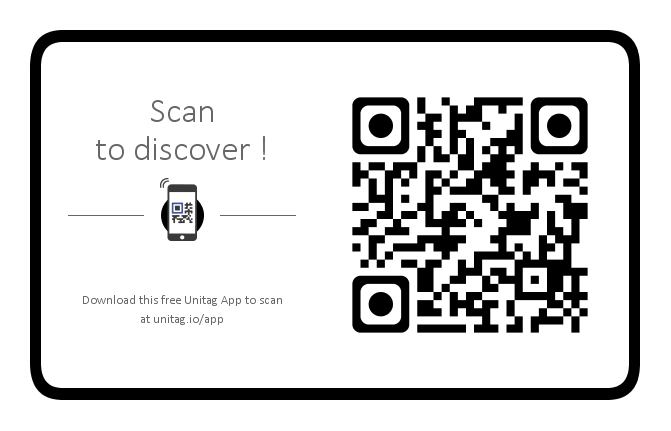 Scan
to discover !
Download this free Unitag App to scan
at unitag.io/app